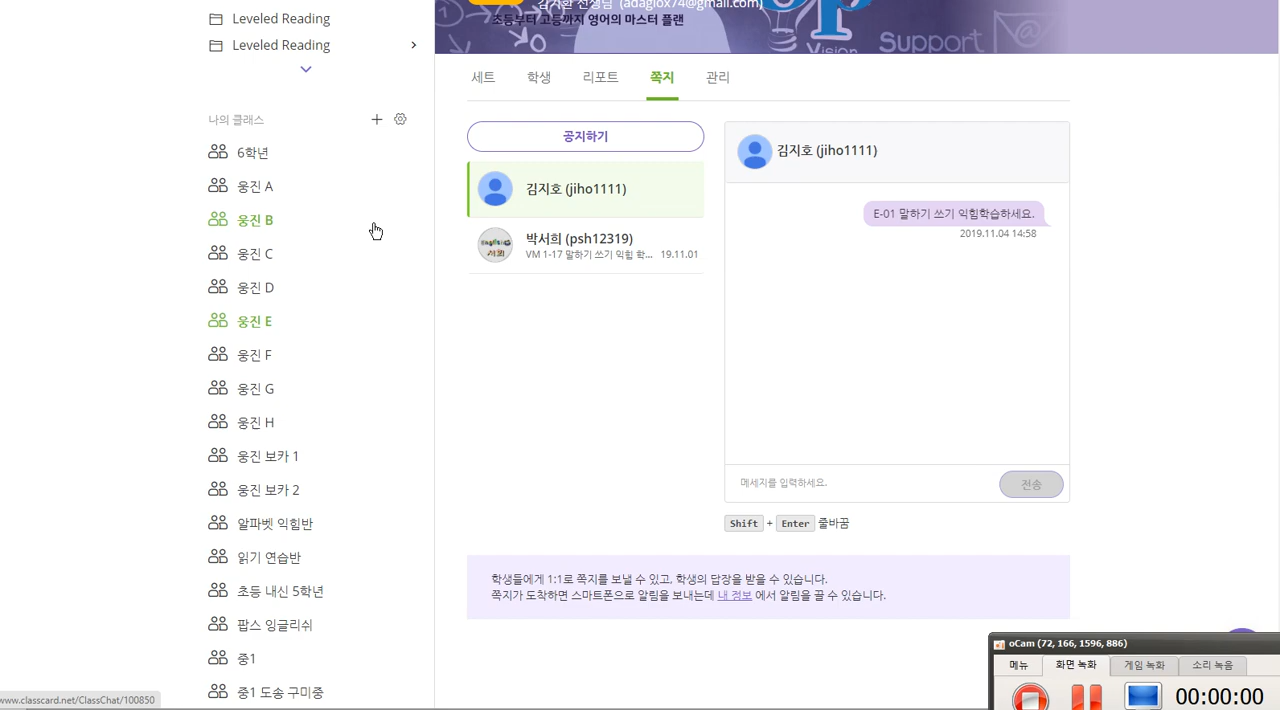 Leveled Reading
Leveled Reading
나의 클래스
6학년
웅진 A
웅진 B
웅진 C
웅진 D
웅진 E
웅진 F
웅진 G
웅진 H
웅진 보카 1
웅진 보카 2
알파벳 익힘반
읽기 연습반
초등 내신 5학년
팝스 잉글리쉬
중1
중1 도송 구미중
www.classcard.net/ClassChat/100850
선생님 (adagiox74@gmail.com)
초등부터 고등까지 영어의 마스터 플랜
Vision
Support
세트 학생 리포트 쪽지 관리
공지하기
김지호 (jiho1111)
박서희 (psh12319)
VM 1-17 말하기 쓰기 익힘 학... 19.11.01
김지호 (jiho1111)
E-01 말하기 쓰기 익힘학습하세요.
2019.11.04 14:58
메세지를 입력하세요.
전송
Shift + Enter 줄바꿈
학생들에게 1:1로 쪽지를 보낼 수 있고, 학생의 답장을 받을 수 있습니다.
쪽지가 도착하면 스마트폰으로 알림을 보내는데 내 정보 에서 알림을 끌 수 있습니다.
oCam (72, 166, 1596, 886)
메뉴 화면 녹화 게임 녹화 소리 녹음
00:00:00